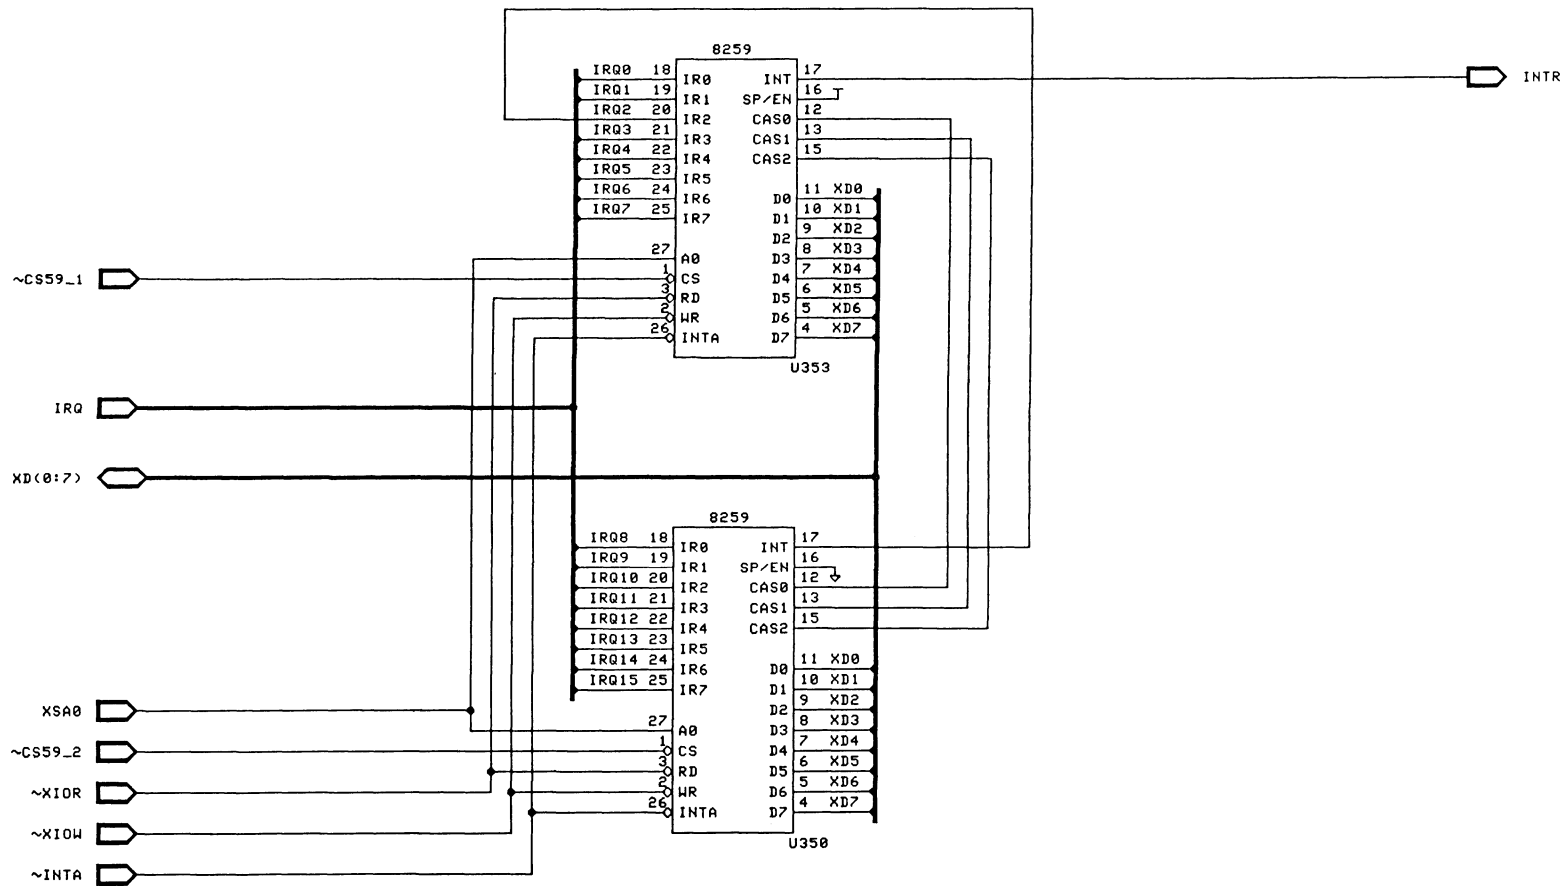 8259
IRQ0 18 IR0 INT 17 INTR
IRQ1 19 IR1 SP/EN 16
IRQ2 20 IR2 CAS0 12
IRQ3 21 IR3 CAS1 13
IRQ4 22 IR4 CAS2 15
IRQ5 23 IR5
IRQ6 24 IR6 D0 11 XD0
IRQ7 25 IR7 D1 10 XD1
D2 9 XD2
27 A0 D3 8 XD3
~CS59_1 1 CS D4 7 XD4
3 RD D5 6 XD5
2 WR D6 5 XD6
26 INTA D7 4 XD7
U353
IRQ
XD(0:7)
8259
IRQ8 18 IR0 INT 17
IRQ9 19 IR1 SP/EN 16
IRQ10 20 IR2 CAS0 12
IRQ11 21 IR3 CAS1 13
IRQ12 22 IR4 CAS2 15
IRQ13 23 IR5
IRQ14 24 IR6 D0 11 XD0
IRQ15 25 IR7 D1 10 XD1
XSA0 D2 9 XD2
27 A0 D3 8 XD3
~CS59_2 1 CS D4 7 XD4
3 RD D5 6 XD5
~XIOR 2 WR D6 5 XD6
26 INTA D7 4 XD7
~XIOW
U350
~INTA